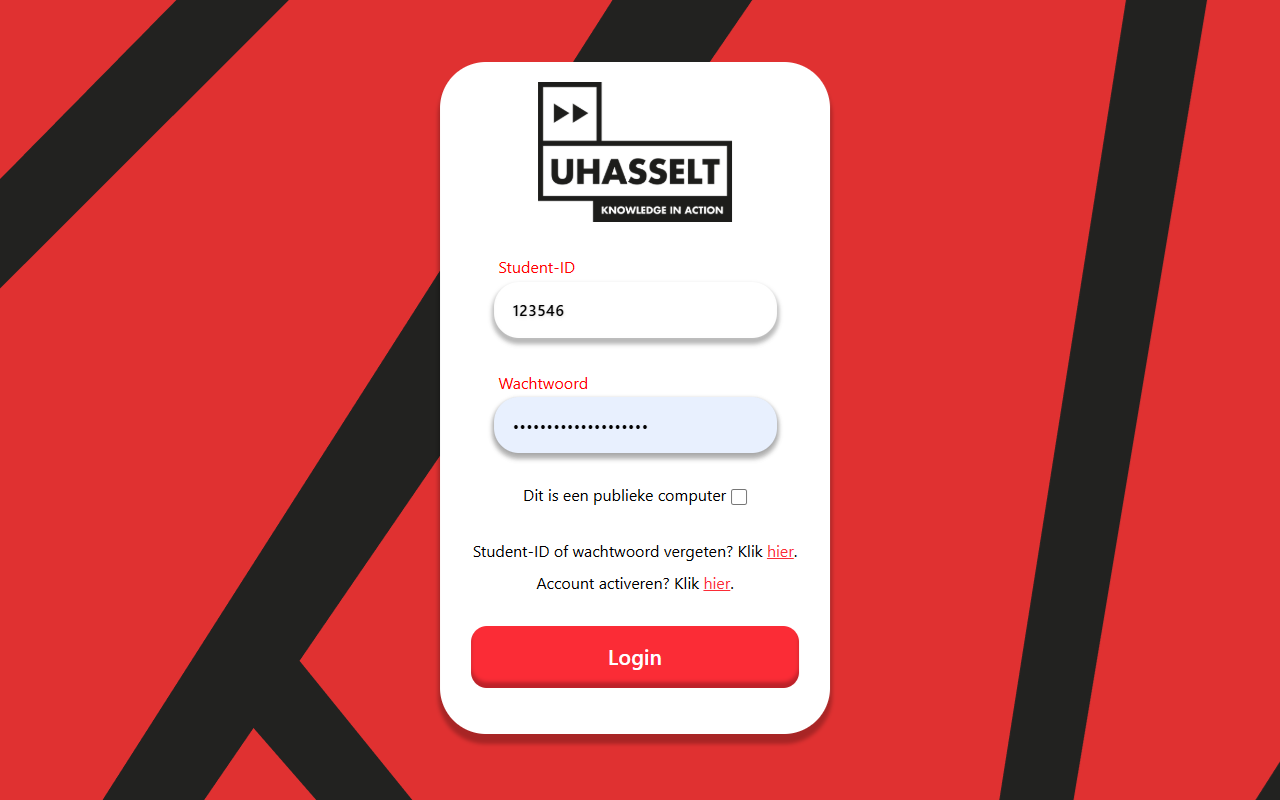 UHASSELT
KNOWLEDGE IN ACTION
Student-ID
123546
Wachtwoord
••••••••••••••••••••
Dit is een publieke computer
Student-ID of wachtwoord vergeten? Klik hier.
Account activeren? Klik hier.
Login